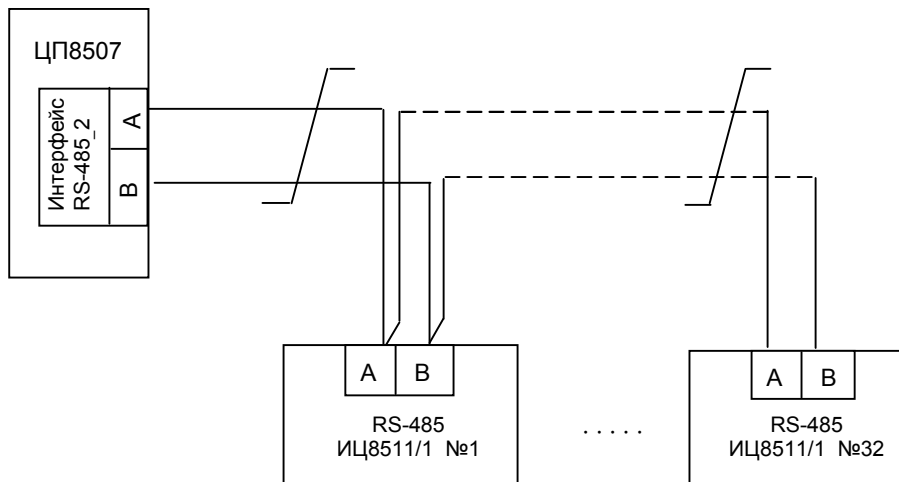 ЦП8507
Интерфейс
RS-485_2
A
B
A B
RS-485
ИЦ8511/1 №1
. . . . .
A B
RS-485
ИЦ8511/1 №32